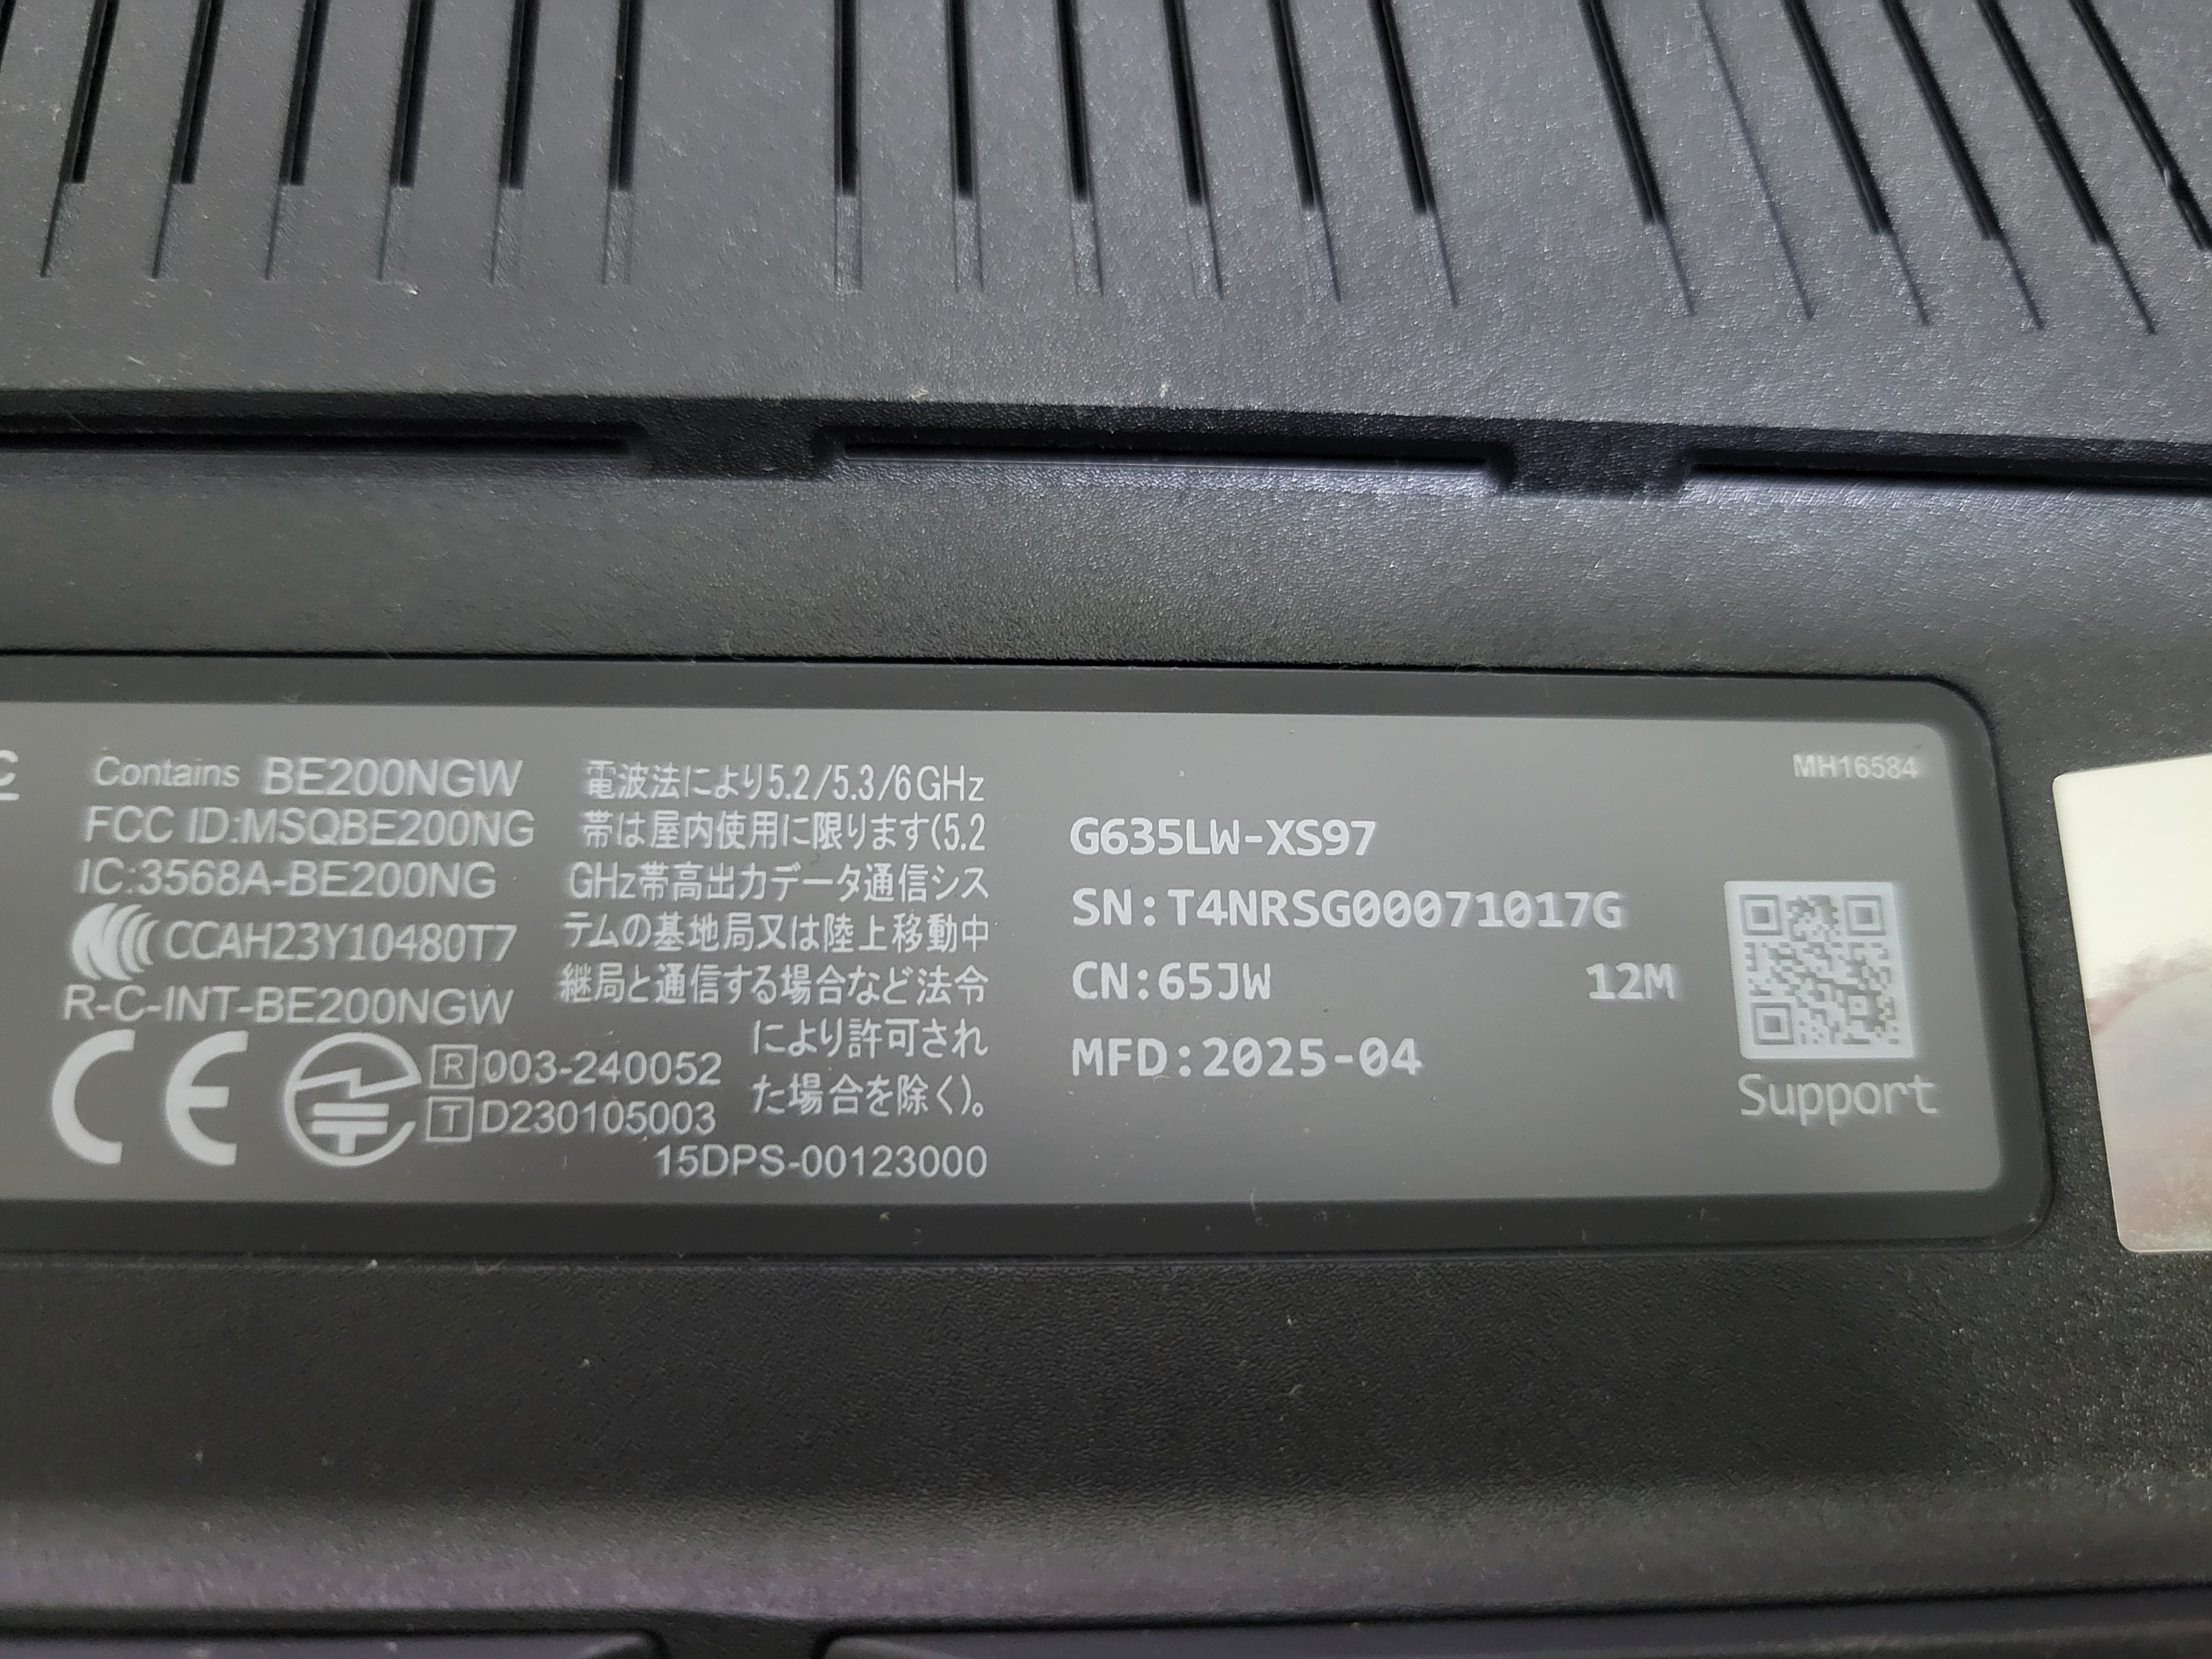 Contains BE200NGW
FCC ID:MSQBE200NG
IC:3568A-BE200NG
CCAH23Y10480T7
R-C-INT-BE200NGW
CE
R 003-240052
T D230105003
15DPS-00123000
電波法により5.2/5.3/6GHz
帯は屋内使用に限ります(5.2
GHz帯高出力データ通信シス
テムの基地局又は陸上移動中
継局と通信する場合など法令
により許可され
た場合を除く)。
MH16584
G635LW-XS97
SN:T4NRSG00071017G
CN:65JW 12M
MFD:2025-04
Support